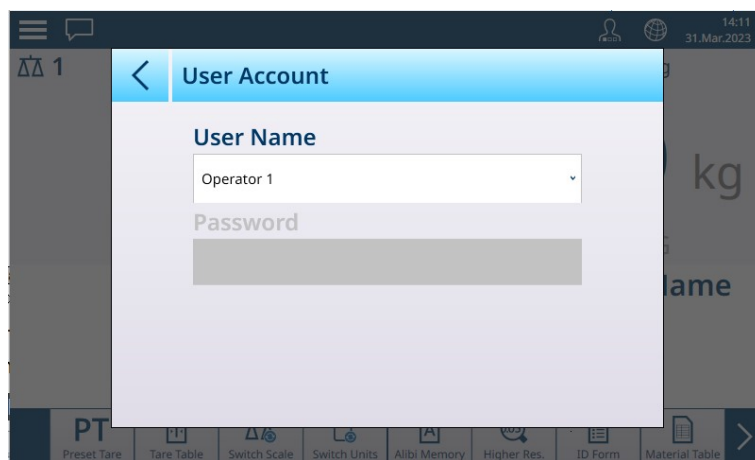 14:11
31.Mar.2023
1
User Account
g
User Name
Operator 1
kg
Password
ame
PT
Preset Tare
Tare Table
Switch Scale
Switch Units
Alibi Memory
Higher Res.
ID Form
Material Table